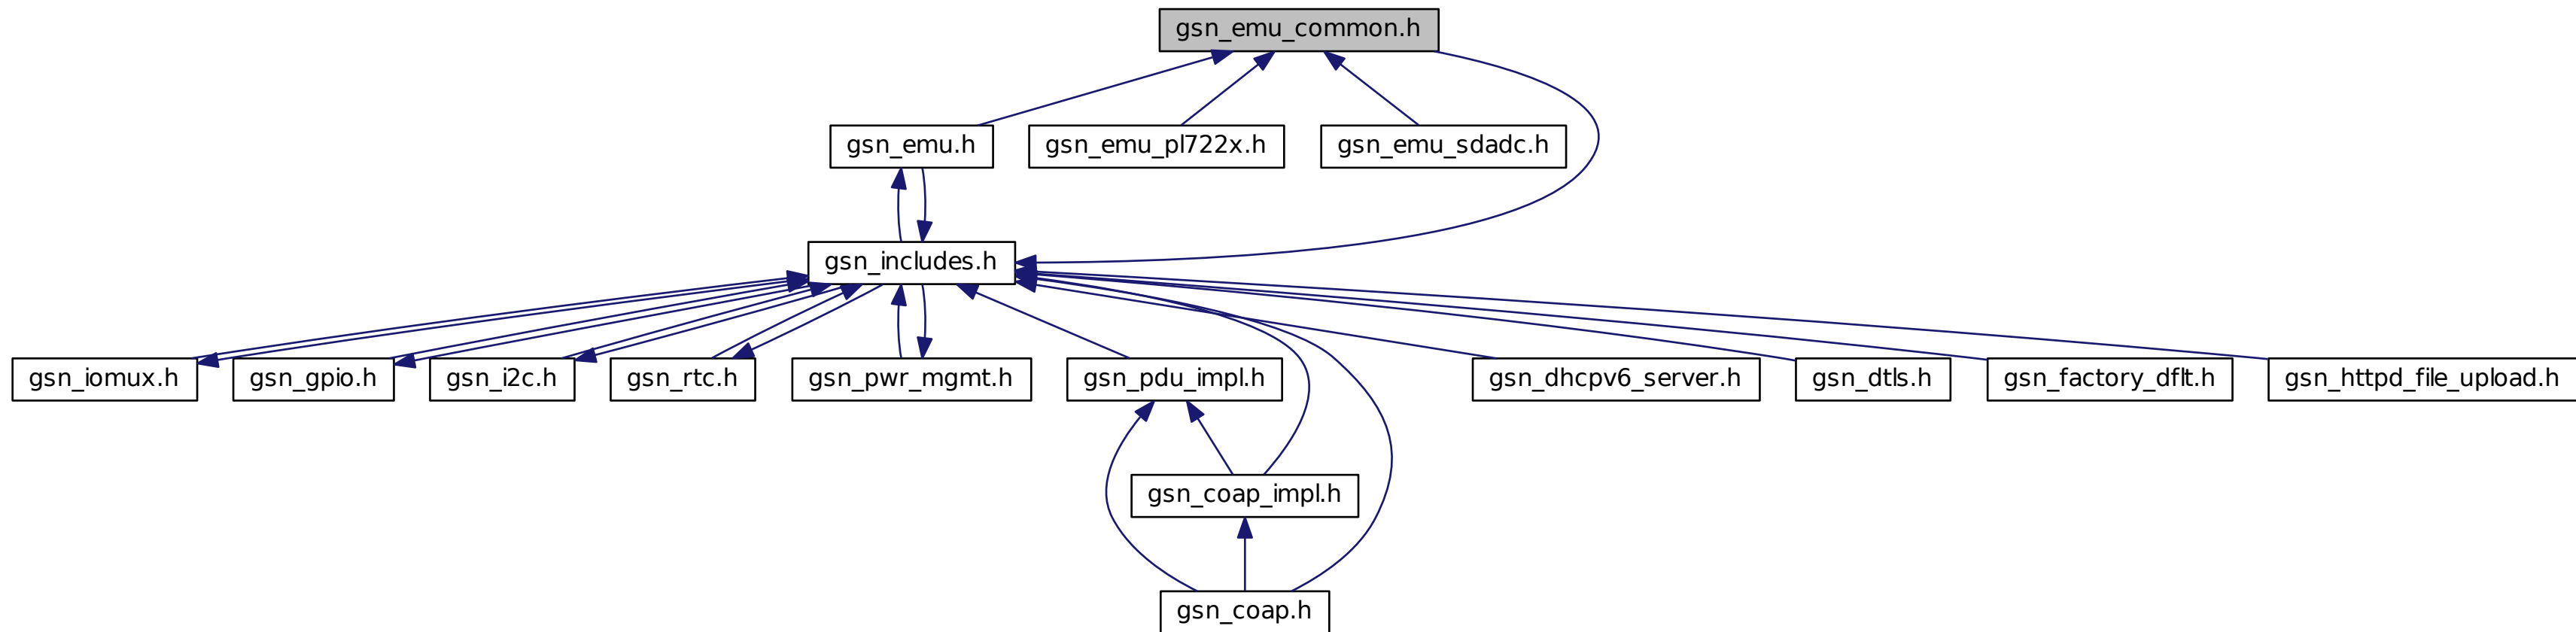 gsn_emu_common.h
gsn_emu.h
gsn_emu_pl722x.h
gsn_emu_sdadc.h
gsn_includes.h
gsn_iomux.h
gsn_gpio.h
gsn_i2c.h
gsn_rtc.h
gsn_pwr_mgmt.h
gsn_pdu_impl.h
gsn_dhcpv6_server.h
gsn_dtls.h
gsn_factory_dflt.h
gsn_httpd_file_upload.h
gsn_coap_impl.h
gsn_coap.h